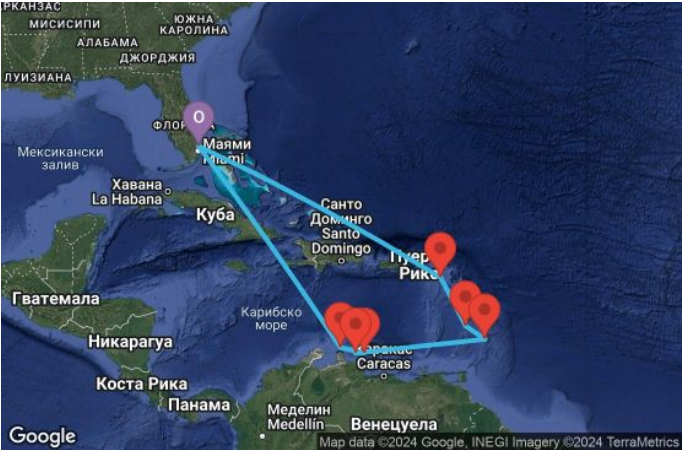 АРКАНЗАС
МИСИСИПИ
ЮЖНА
КАРОЛИНА
АЛАБАМА
ДЖОРДЖИЯ
ЛУИЗИАНА
O
ФЛОР
Маями
Miami
Мексикански
залив
Хавана
La Habana
Куба
Санто
Доминго
Santo
Domingo
Пуерто
Рико
Гватемала
Карибско
море
Никарагуа
Каракас
Caracas
Коста Рика
Панама
Меделин
Medellín
Венецуела
Google
Map data ©2024 Google, INEGI Imagery ©2024 TerraMetrics